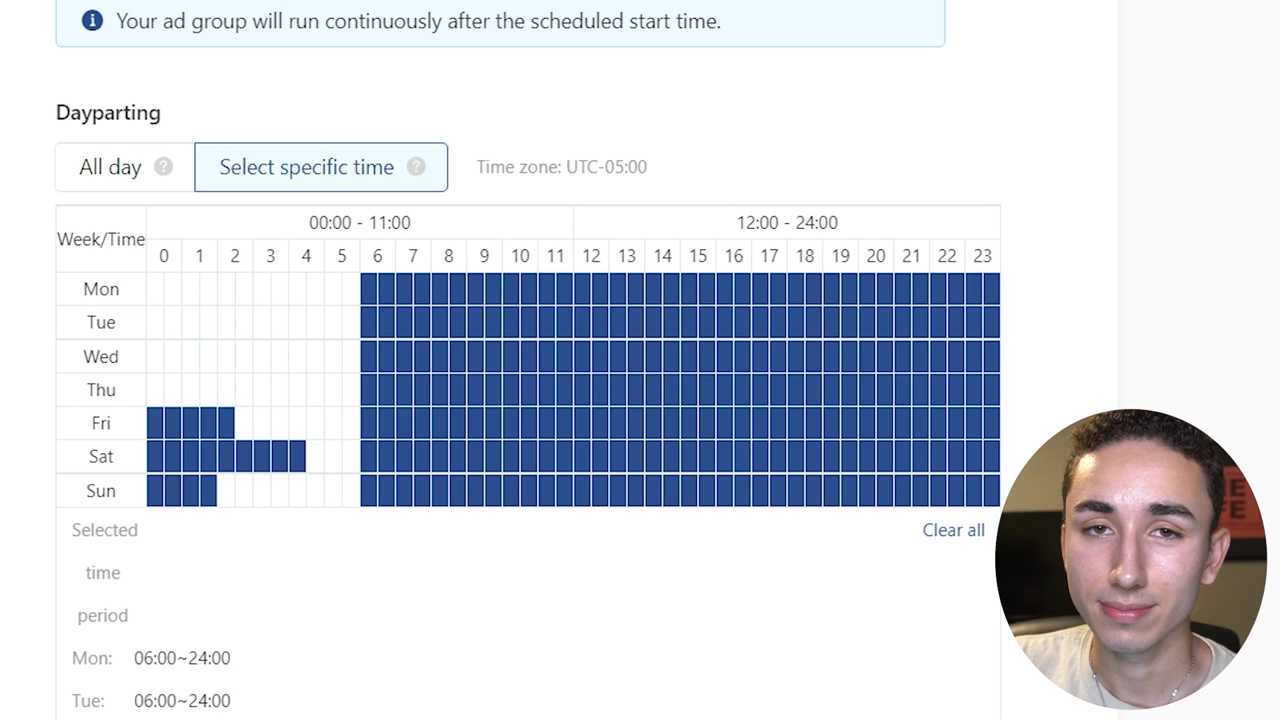 Your ad group will run continuously after the scheduled start time.
Dayparting
All day Select specific time Time zone: UTC-05:00
Week/Time 00:00 - 11:00 12:00 - 24:00
0 1 2 3 4 5 6 7 8 9 10 11 12 13 14 15 16 17 18 19 20 21 22 23
Mon
Tue
Wed
Thu
Fri
Sat
Sun
Selected Clear all
time
period
Mon: 06:00~24:00
Tue: 06:00~24:00